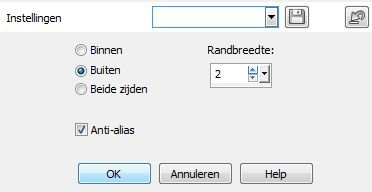 Instellingen
Binnen
Randbreedte:
Buiten
2
Beide zijden
Anti-alias
OK
Annuleren
Help